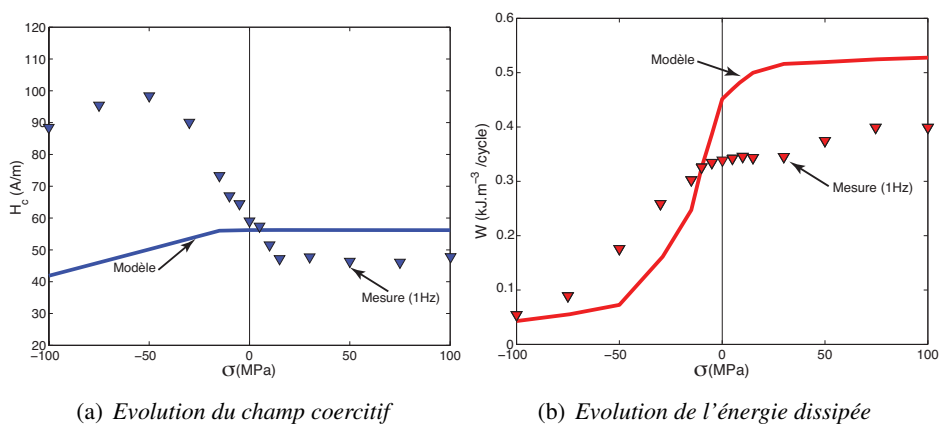 120
110
100
90
80
70
60
50
40
30
20
H_c (A/m)
Modèle
Mesure (1Hz)
−100 −50 0 50 100
σ(MPa)
(a) Evolution du champ coercitif
0.6
0.5
0.4
0.3
0.2
0.1
0
W (kJ.m⁻³ /cycle)
Modèle
Mesure (1Hz)
−100 −50 0 50 100
σ(MPa)
(b) Evolution de l'énergie dissipée